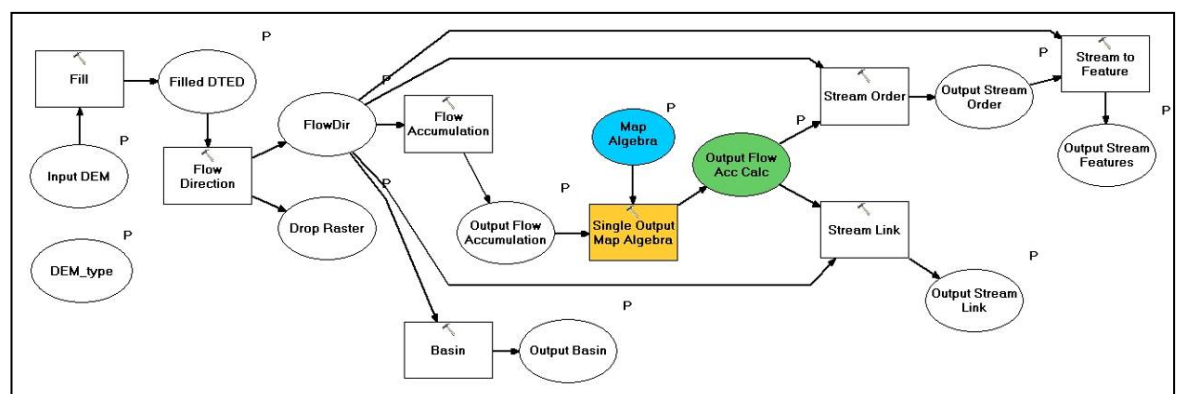 P
Fill
Filled DTED
P
Input DEM
Flow
Direction
P
DEM_type
P
FlowDir
Drop Raster
P
Flow
Accumulation
P
Output Flow
Accumulation
P
Map
Algebra
Single Output
Map Algebra
P
Output Flow
Acc Calc
P
Stream Order
P
Output Stream
Order
Stream to
Feature
P
Output Stream
Features
Stream Link
P
Output Stream
Link
Basin
P
Output Basin